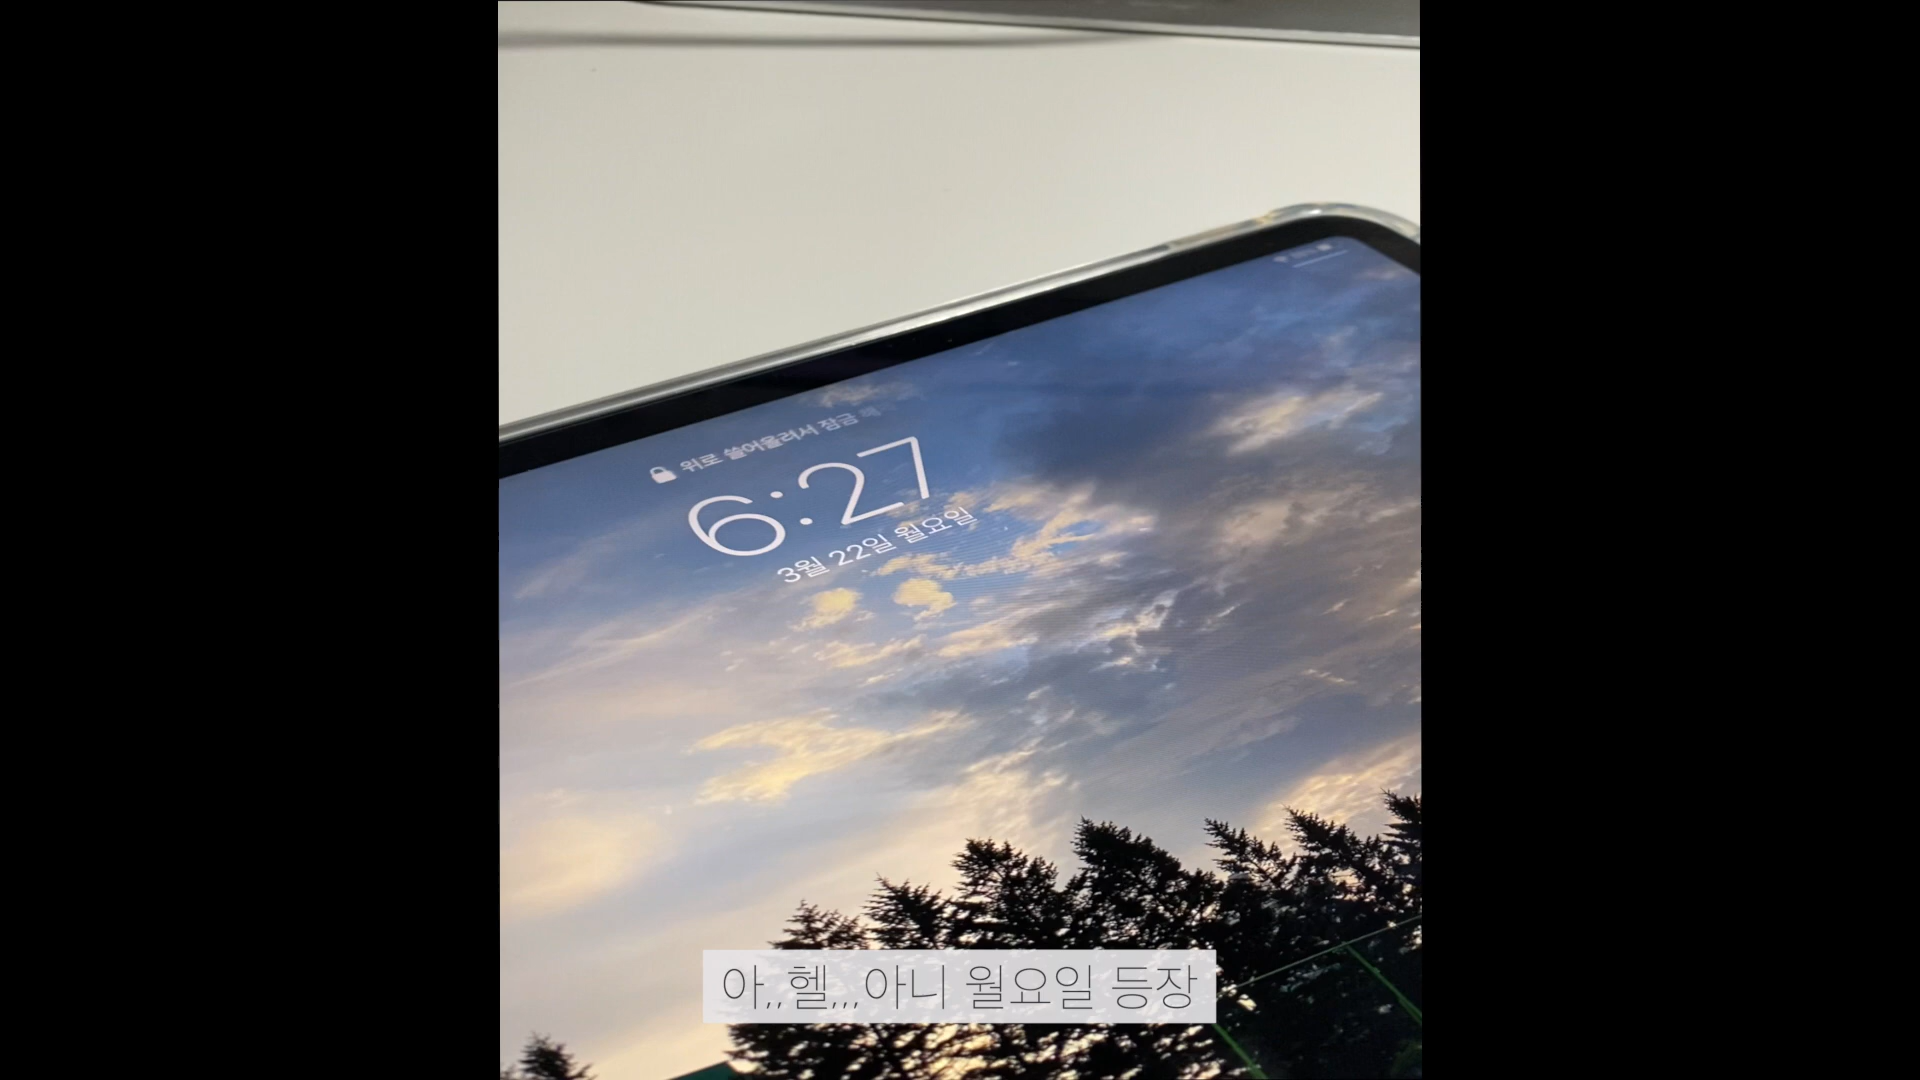 위로 쓸어올려서 잠금
6:27
3월 22일 월요일
아,,헬,,,아니 월요일 등장